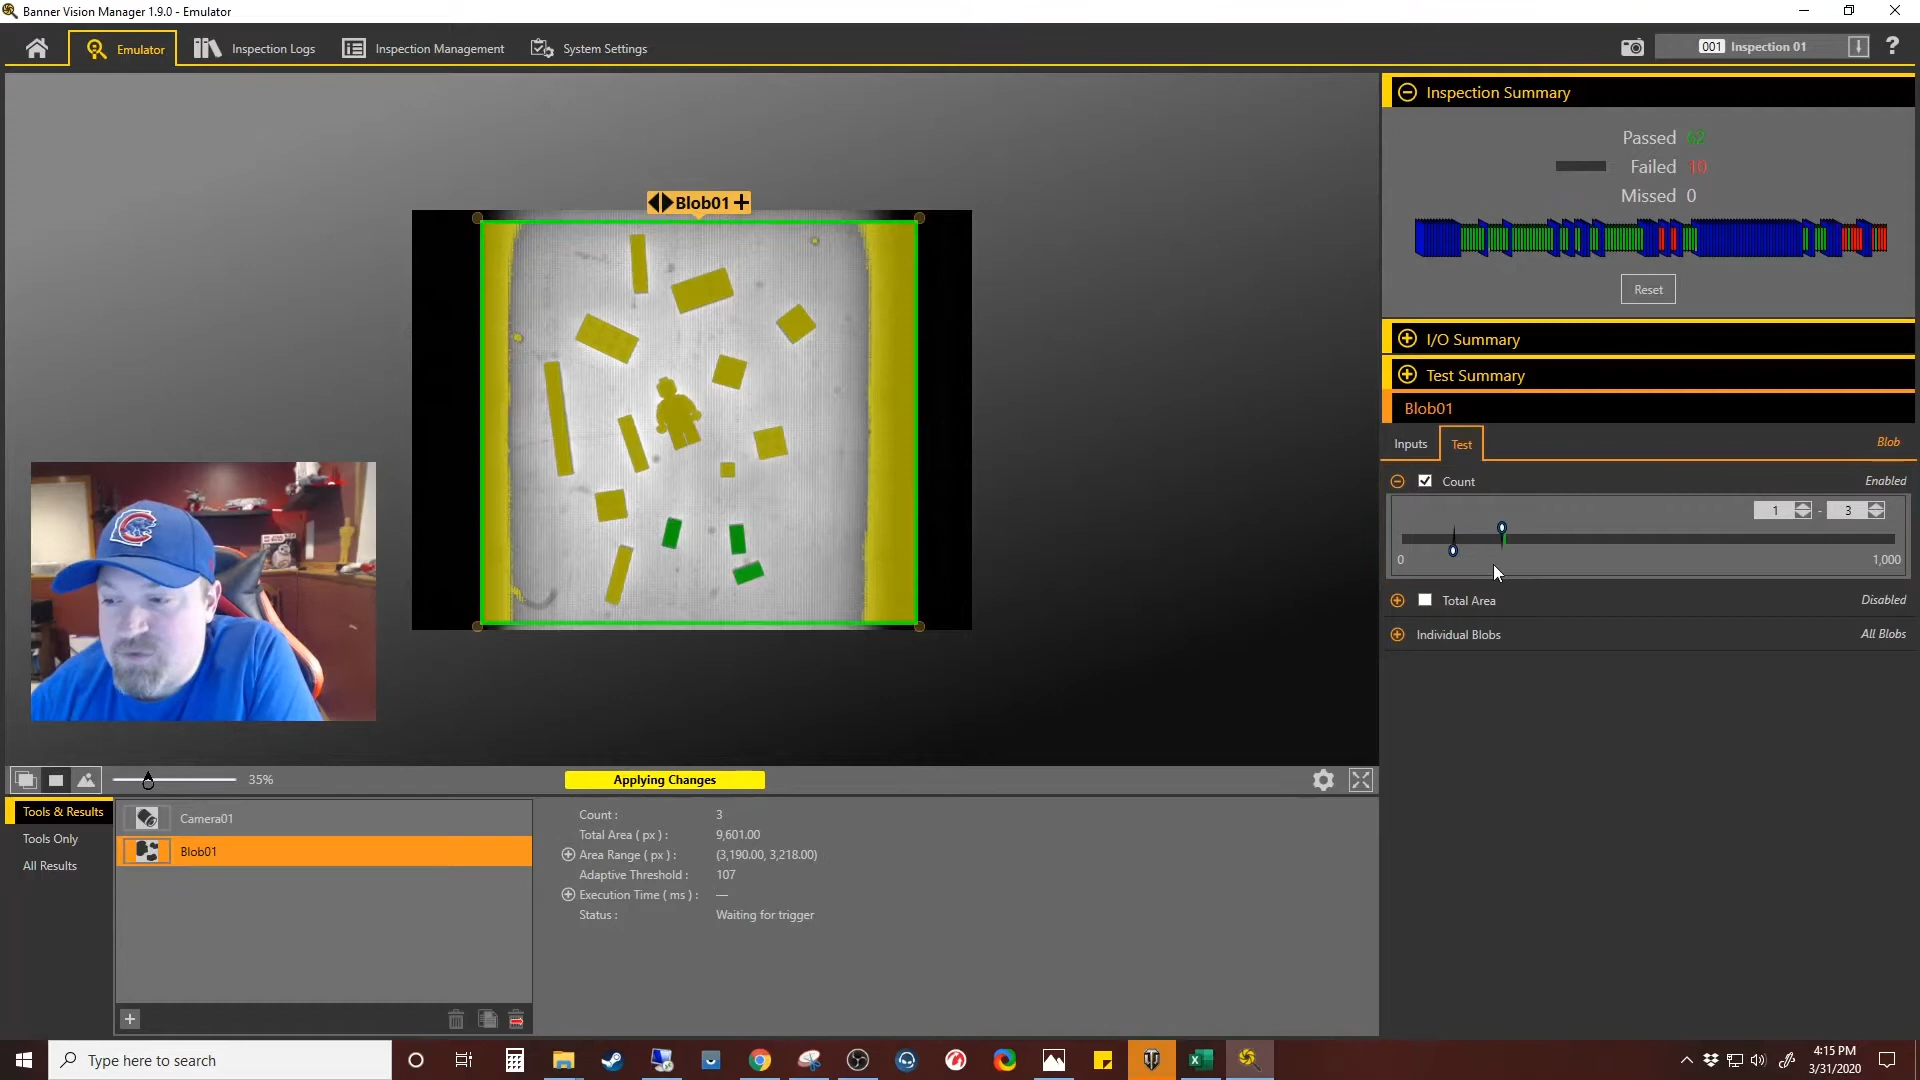 Banner Vision Manager 1.9.0 - Emulator
Emulator
Inspection Logs
Inspection Management
System Settings
001 Inspection 01
?
Inspection Summary
Passed 62
Failed 10
Missed 0
Reset
I/O Summary
Test Summary
Blob01
Inputs
Test
Blob
Count
Enabled
1 - 3
0
1,000
Total Area
Disabled
Individual Blobs
All Blobs
Blob01
35%
Applying Changes
Tools & Results
Tools Only
All Results
Camera01
Blob01
Count : 3
Total Area ( px ) : 9,601.00
Area Range ( px ) : (3,190.00, 3,218.00)
Adaptive Threshold : 107
Execution Time ( ms ) : —
Status : Waiting for trigger
Type here to search
4:15 PM
3/31/2020